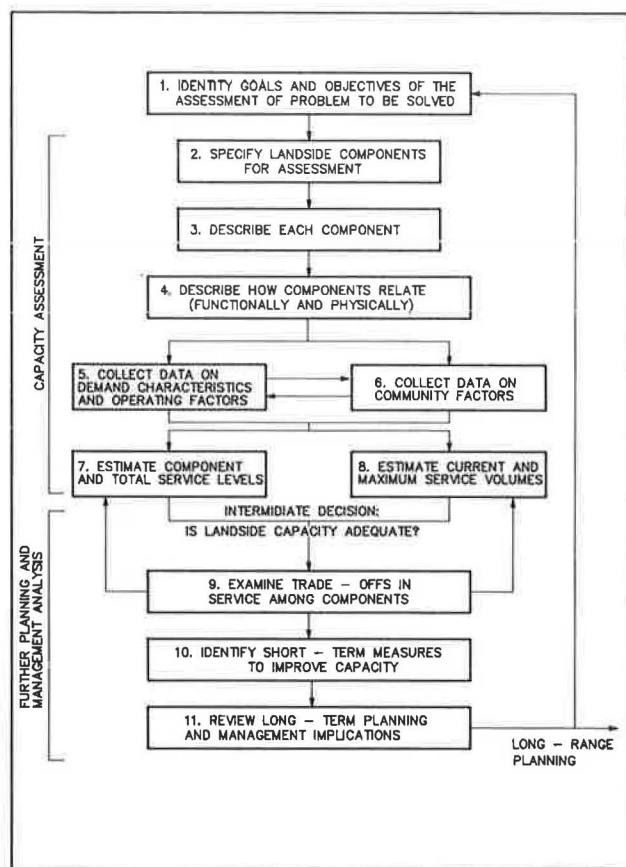 1. IDENTITY GOALS AND OBJECTIVES OF THE
ASSESSMENT OF PROBLEM TO BE SOLVED
CAPACITY ASSESSMENT
2. SPECIFY LANDSIDE COMPONENTS
FOR ASSESSMENT
3. DESCRIBE EACH COMPONENT
4. DESCRIBE HOW COMPONENTS RELATE
(FUNCTIONALLY AND PHYSICALLY)
5. COLLECT DATA ON
DEMAND CHARACTERISTICS
AND OPERATING FACTORS
6. COLLECT DATA ON
COMMUNITY FACTORS
7. ESTIMATE COMPONENT
AND TOTAL SERVICE LEVELS
8. ESTIMATE CURRENT AND
MAXIMUM SERVICE VOLUMES
FURTHER PLANNING AND
MANAGEMENT ANALYSIS
INTERMIDIATE DECISION:
IS LANDSIDE CAPACITY ADEQUATE?
9. EXAMINE TRADE – OFFS IN
SERVICE AMONG COMPONENTS
10. IDENTIFY SHORT – TERM MEASURES
TO IMPROVE CAPACITY
11. REVIEW LONG – TERM PLANNING
AND MANAGEMENT IMPLICATIONS
LONG – RANGE
PLANNING